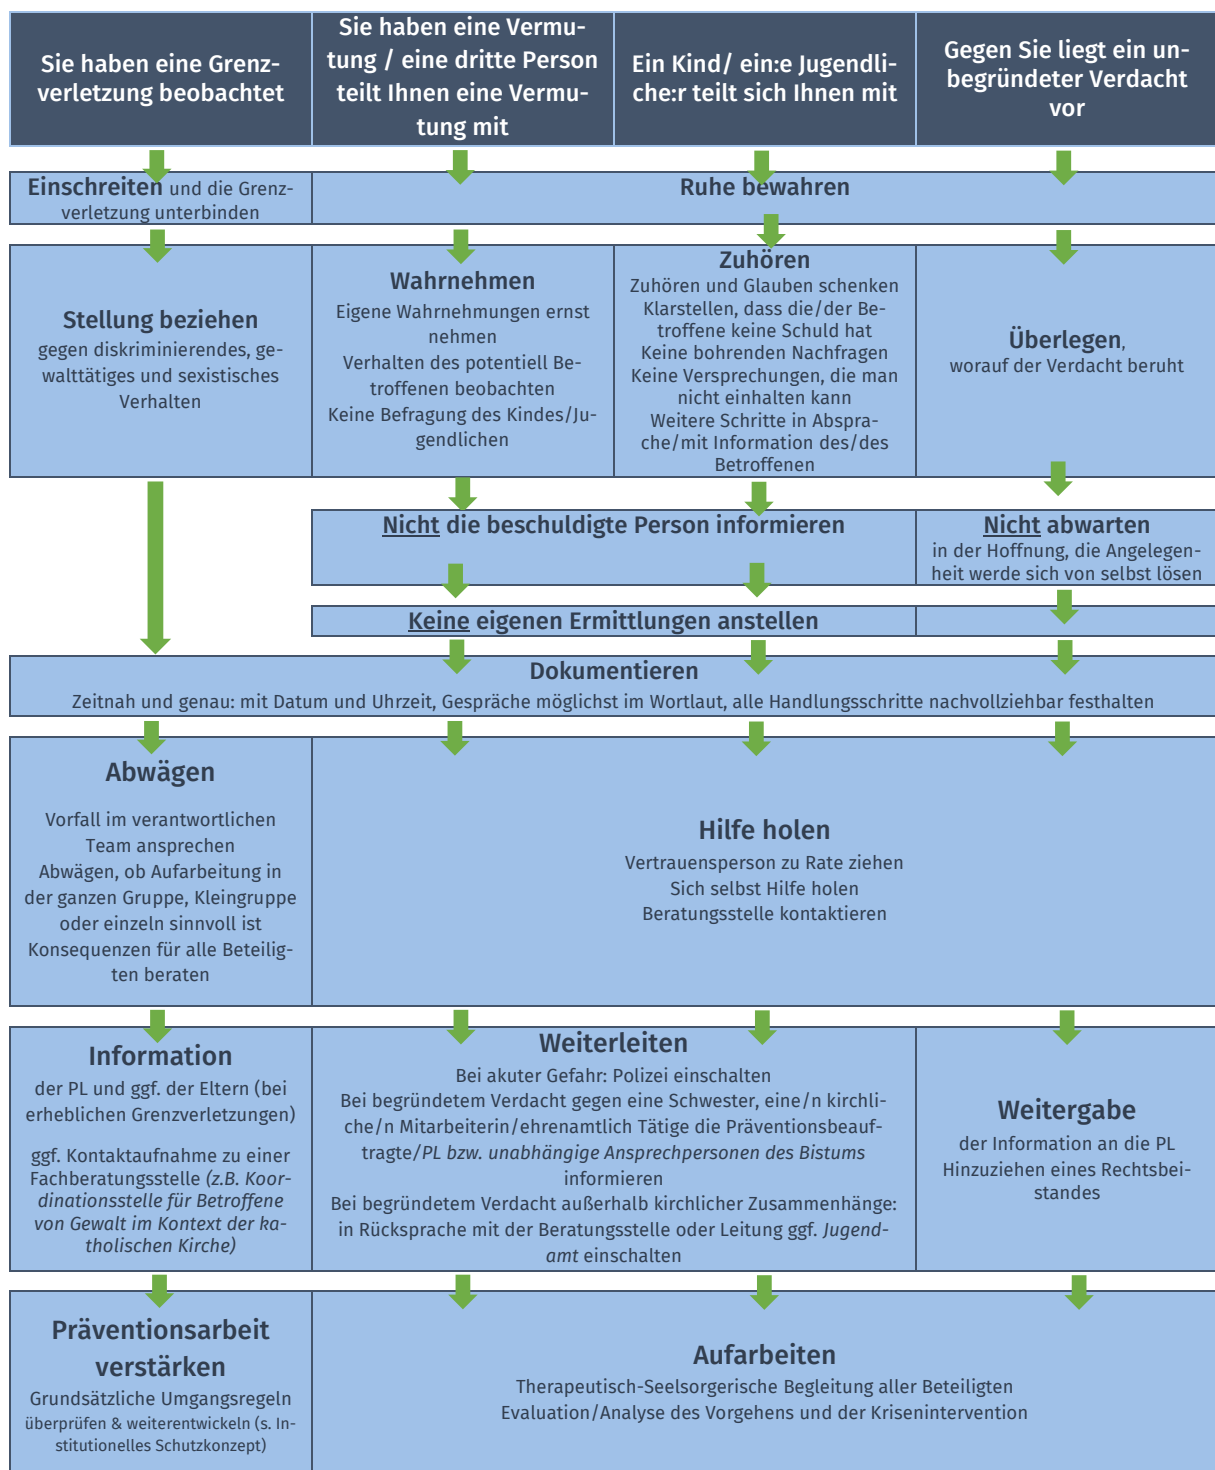 Sie haben eine Grenz-
verletzung beobachtet
Sie haben eine Vermu-
tung / eine dritte Person
teilt Ihnen eine Vermu-
tung mit
Ein Kind/ ein:e Jugendli-
che:r teilt sich Ihnen mit
Gegen Sie liegt ein un-
begründeter Verdacht
vor
Einschreiten und die Grenz-
verletzung unterbinden
Ruhe bewahren
Stellung beziehen
gegen diskriminierendes, ge-
walttätiges und sexistisches
Verhalten
Wahrnehmen
Eigene Wahrnehmungen ernst
nehmen
Verhalten des potentiell Be-
troffenen beobachten
Keine Befragung des Kindes/Ju-
gendlichen
Zuhören
Zuhören und Glauben schenken
Klarstellen, dass die/der Be-
troffene keine Schuld hat
Keine bohrenden Nachfragen
Keine Versprechungen, die man
nicht einhalten kann
Weitere Schritte in Abspra-
che/mit Information des/des
Betroffenen
Überlegen,
worauf der Verdacht beruht
Nicht die beschuldigte Person informieren
Nicht abwarten
in der Hoffnung, die Angelegen-
heit werde sich von selbst lösen
Keine eigenen Ermittlungen anstellen
Dokumentieren
Zeitnah und genau: mit Datum und Uhrzeit, Gespräche möglichst im Wortlaut, alle Handlungsschritte nachvollziehbar festhalten
Abwägen
Vorfall im verantwortlichen
Team ansprechen
Abwägen, ob Aufarbeitung in
der ganzen Gruppe, Kleingruppe
oder einzeln sinnvoll ist
Konsequenzen für alle Beteilig-
ten beraten
Hilfe holen
Vertrauensperson zu Rate ziehen
Sich selbst Hilfe holen
Beratungsstelle kontaktieren
Information
der PL und ggf. der Eltern (bei
erheblichen Grenzverletzungen)
ggf. Kontaktaufnahme zu einer
Fachberatungsstelle (z.B. Koor-
dinationsstelle für Betroffene
von Gewalt im Kontext der ka-
tholischen Kirche)
Weiterleiten
Bei akuter Gefahr: Polizei einschalten
Bei begründetem Verdacht gegen eine Schwester, eine/n kirchli-
che/n Mitarbeiterin/ehrenamtlich Tätige die Präventionsbeauf-
tragte/PL bzw. unabhängige Ansprechpersonen des Bistums
informieren
Bei begründetem Verdacht außerhalb kirchlicher Zusammenhänge:
in Rücksprache mit der Beratungsstelle oder Leitung ggf. Jugend-
amt einschalten
Weitergabe
der Information an die PL
Hinzuziehen eines Rechtsbei-
standes
Präventionsarbeit
verstärken
Grundsätzliche Umgangsregeln
überprüfen & weiterentwickeln (s. In-
stitutionelles Schutzkonzept)
Aufarbeiten
Therapeutisch-Seelsorgerische Begleitung aller Beteiligten
Evaluation/Analyse des Vorgehens und der Krisenintervention